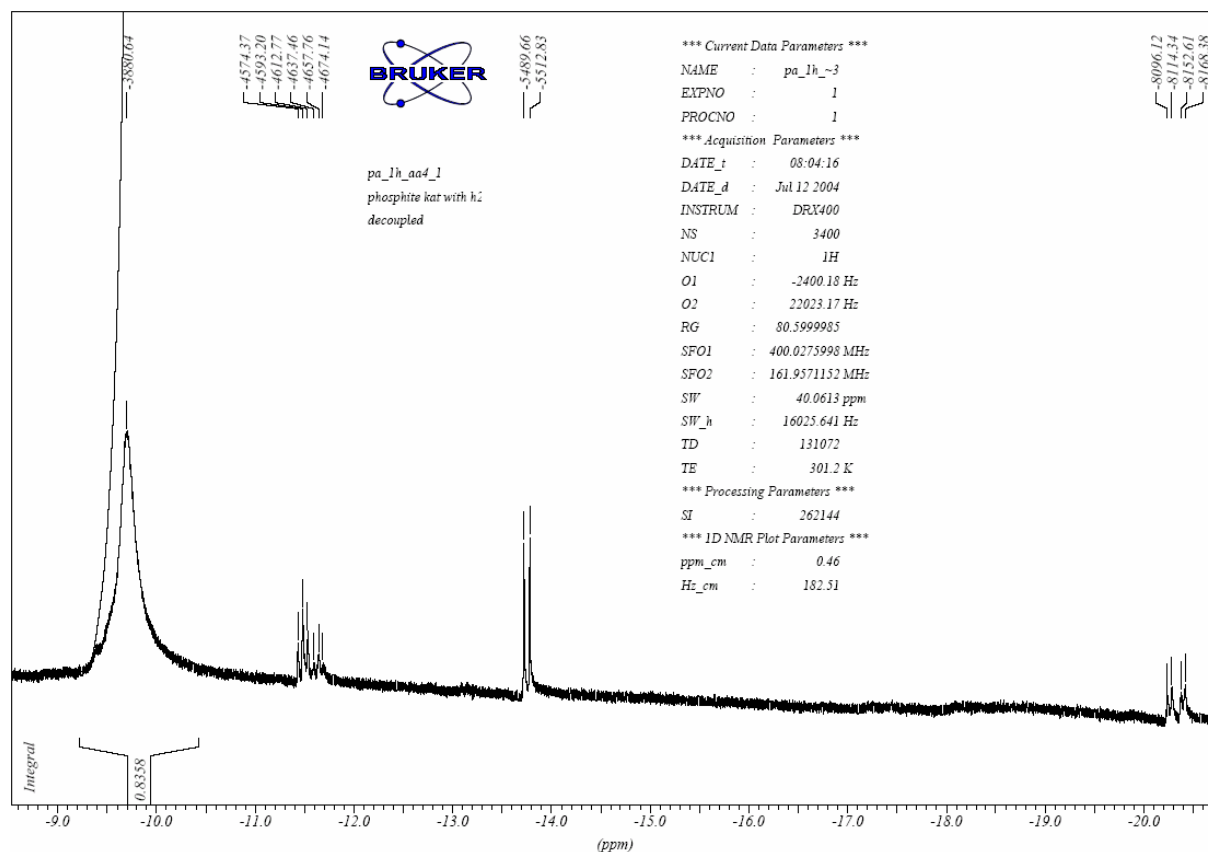 -3880.64
-4574.37
-4593.20
-4612.77
-4637.46
-4657.76
-4674.14
-5489.66
-5512.83
-8096.12
-8114.34
-8152.61
-8168.38
BRUKER
pa_1h_aa4_1
phosphite kat with h2
decoupled
*** Current Data Parameters ***
NAME : pa_1h_~3
EXPNO : 1
PROCNO : 1
*** Acquisition Parameters ***
DATE_t : 08:04:16
DATE_d : Jul 12 2004
INSTRUM : DRX400
NS : 3400
NUC1 : 1H
O1 : -2400.18 Hz
O2 : 22023.17 Hz
RG : 80.5999985
SFO1 : 400.0275998 MHz
SFO2 : 161.9571152 MHz
SW : 40.0613 ppm
SW_h : 16025.641 Hz
TD : 131072
TE : 301.2 K
*** Processing Parameters ***
SI : 262144
*** 1D NMR Plot Parameters ***
ppm_cm : 0.46
Hz_cm : 182.51
Integral
0.8358
-9.0 -10.0 -11.0 -12.0 -13.0 -14.0 -15.0 -16.0 -17.0 -18.0 -19.0 -20.0
(ppm)